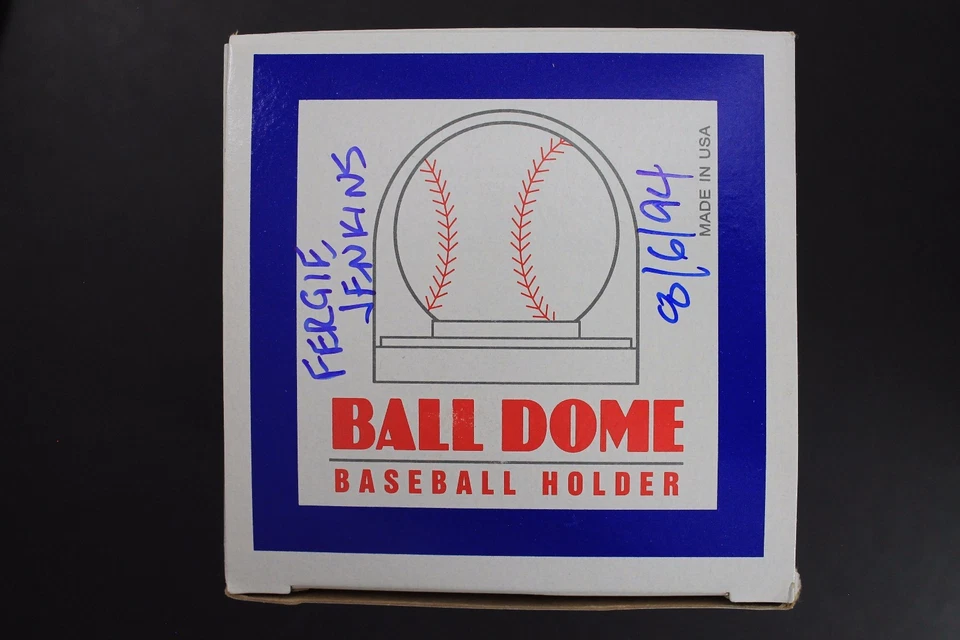 FERGIE
JENKINS
8/6/94
MADE IN USA
BALL DOME
BASEBALL HOLDER